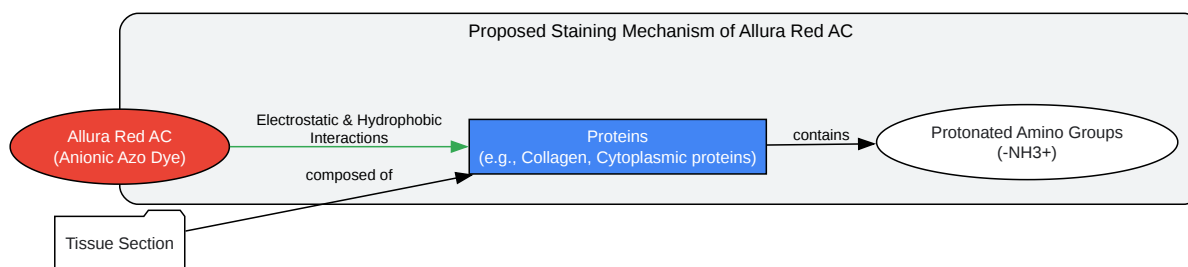 Proposed Staining Mechanism of Allura Red AC
Allura Red AC
(Anionic Azo Dye)
Electrostatic & Hydrophobic
Interactions
Proteins
(e.g., Collagen, Cytoplasmic proteins)
contains
Protonated Amino Groups
(-NH3+)
composed of
Tissue Section